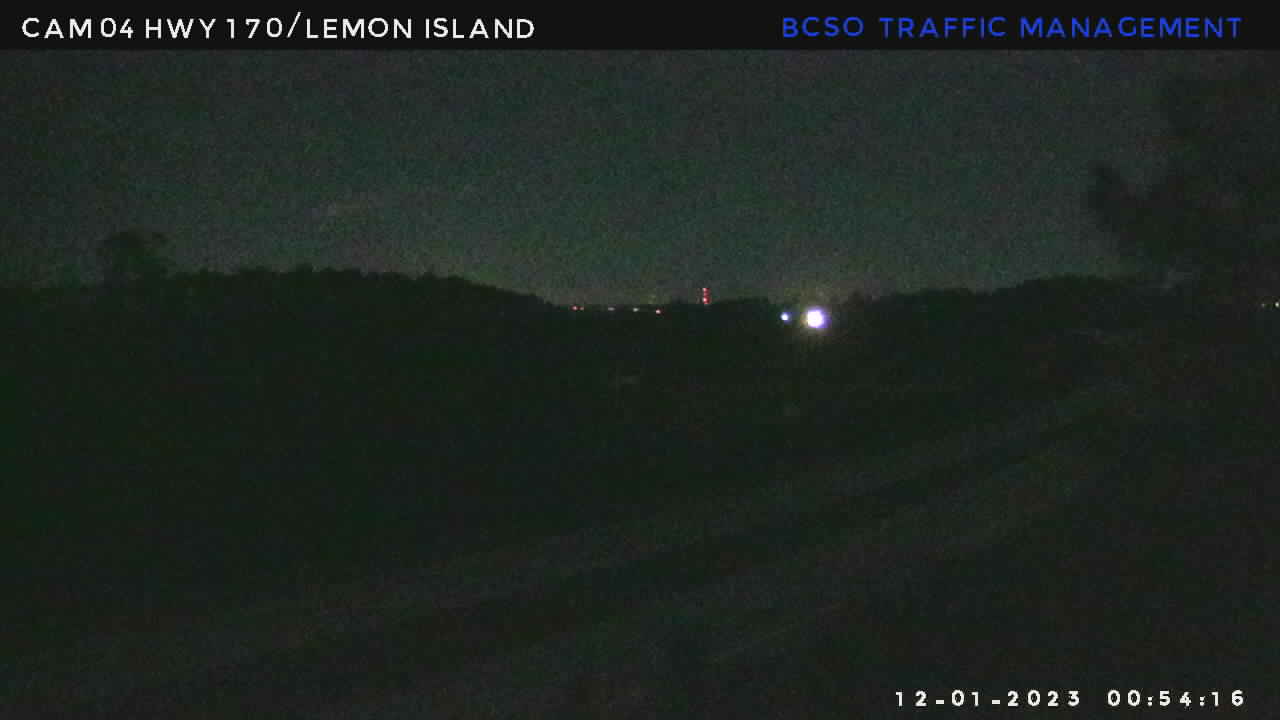 CAM04 HWY 170/LEMON ISLAND
BCSO TRAFFIC MANAGEMENT
12-01-2023 00:54:16